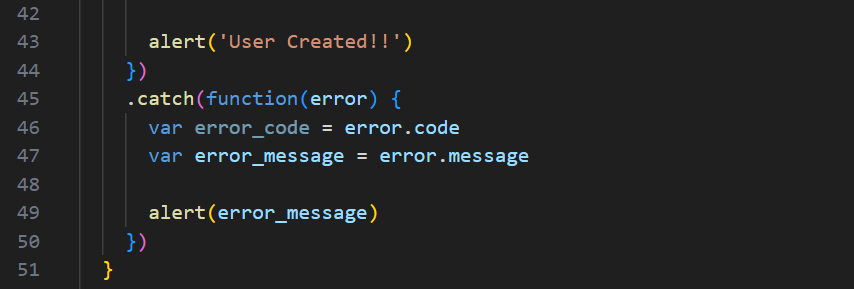 42
43 alert('User Created!!')
44 })
45 .catch(function(error) {
46 var error_code = error.code
47 var error_message = error.message
48
49 alert(error_message)
50 })
51 }